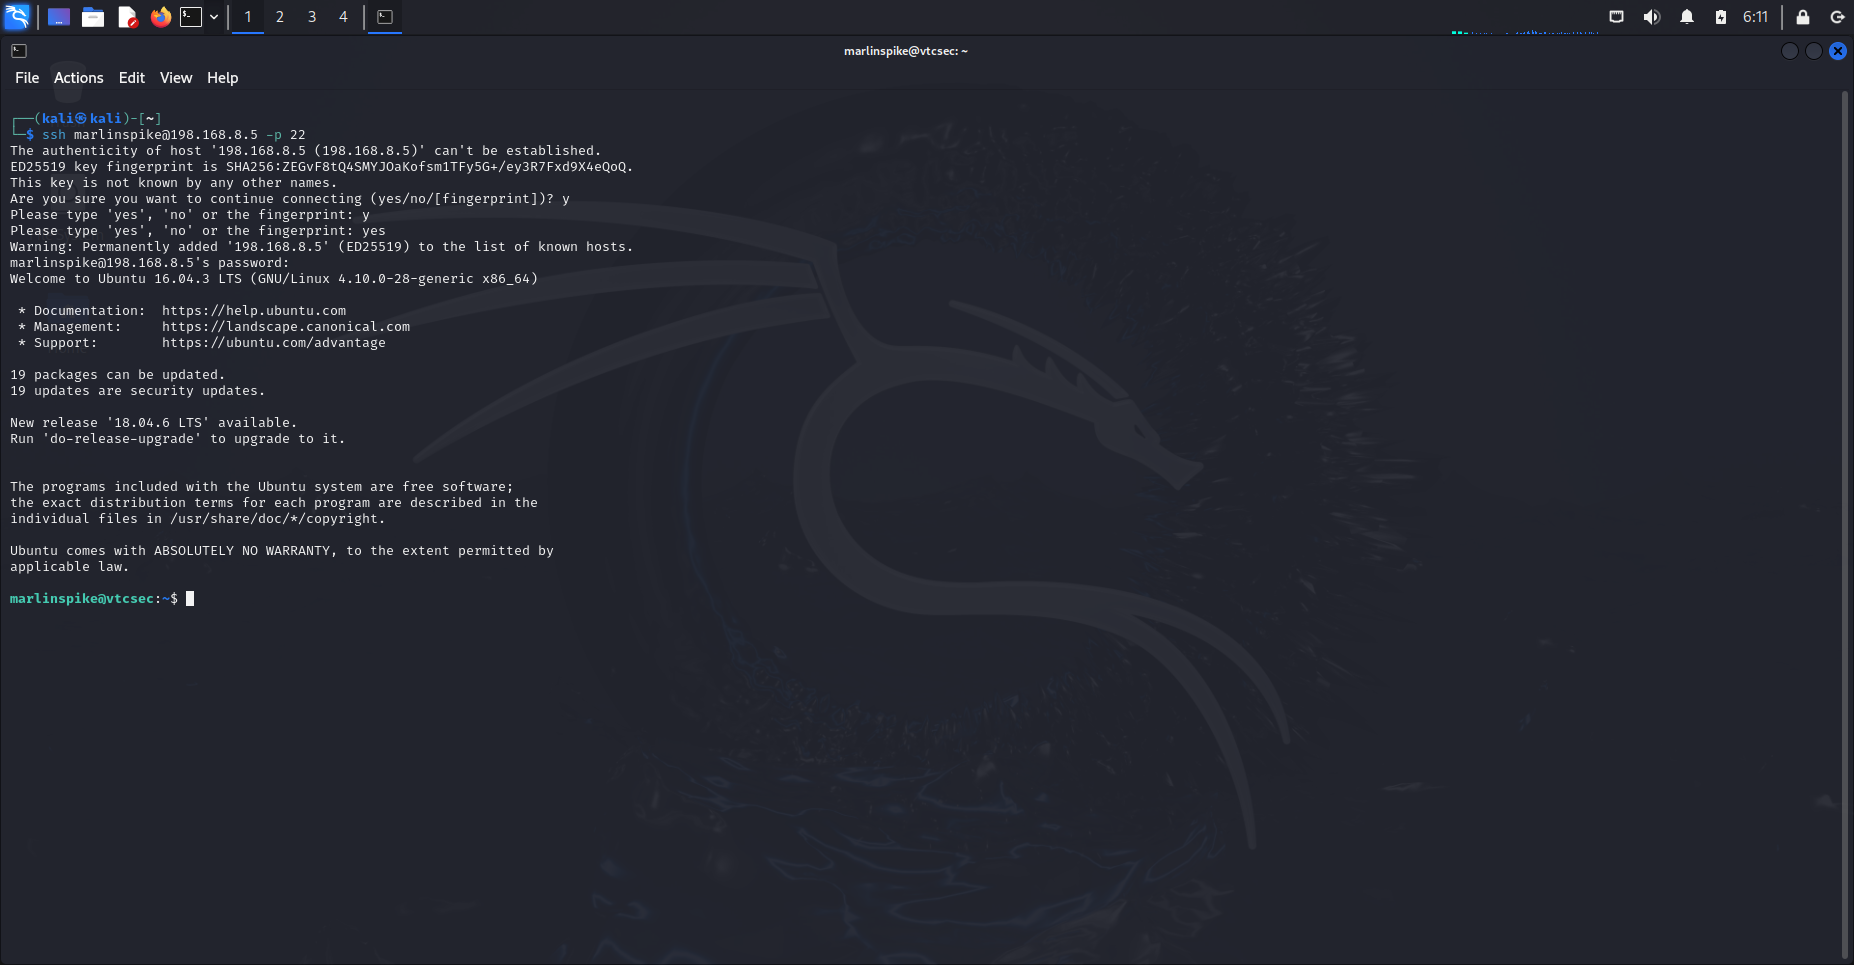 1 2 3 4 6:11
marlinspike@vtcsec: ~
File Actions Edit View Help
┌──(kali㉿kali)-[~]
└─$ ssh marlinspike@198.168.8.5 -p 22
The authenticity of host '198.168.8.5 (198.168.8.5)' can't be established.
ED25519 key fingerprint is SHA256:ZEGvF8tQ4SMYJOaKofsm1TFy5G+/ey3R7Fxd9X4eQoQ.
This key is not known by any other names.
Are you sure you want to continue connecting (yes/no/[fingerprint])? y
Please type 'yes', 'no' or the fingerprint: y
Please type 'yes', 'no' or the fingerprint: yes
Warning: Permanently added '198.168.8.5' (ED25519) to the list of known hosts.
marlinspike@198.168.8.5's password:
Welcome to Ubuntu 16.04.3 LTS (GNU/Linux 4.10.0-28-generic x86_64)
* Documentation:  https://help.ubuntu.com
* Management:     https://landscape.canonical.com
* Support:        https://ubuntu.com/advantage
19 packages can be updated.
19 updates are security updates.
New release '18.04.6 LTS' available.
Run 'do-release-upgrade' to upgrade to it.
The programs included with the Ubuntu system are free software;
the exact distribution terms for each program are described in the
individual files in /usr/share/doc/*/copyright.
Ubuntu comes with ABSOLUTELY NO WARRANTY, to the extent permitted by
applicable law.
marlinspike@vtcsec:~$